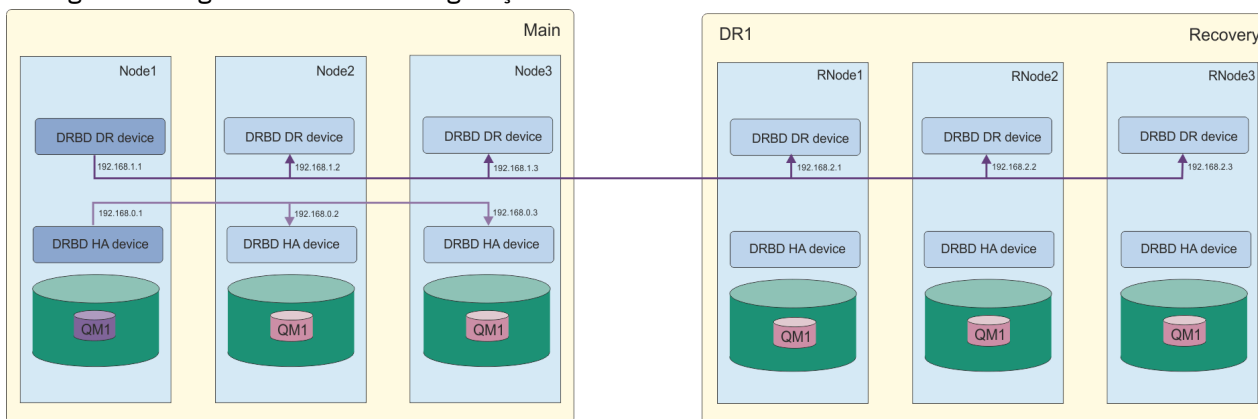 Main
Node1
Node2
Node3
DRBD DR device
DRBD DR device
DRBD DR device
192.168.1.1
192.168.1.2
192.168.1.3
192.168.0.1
192.168.0.2
192.168.0.3
DRBD HA device
DRBD HA device
DRBD HA device
QM1
QM1
QM1
DR1
Recovery
RNode1
RNode2
RNode3
DRBD DR device
DRBD DR device
DRBD DR device
192.168.2.1
192.168.2.2
192.168.2.3
DRBD HA device
DRBD HA device
DRBD HA device
QM1
QM1
QM1